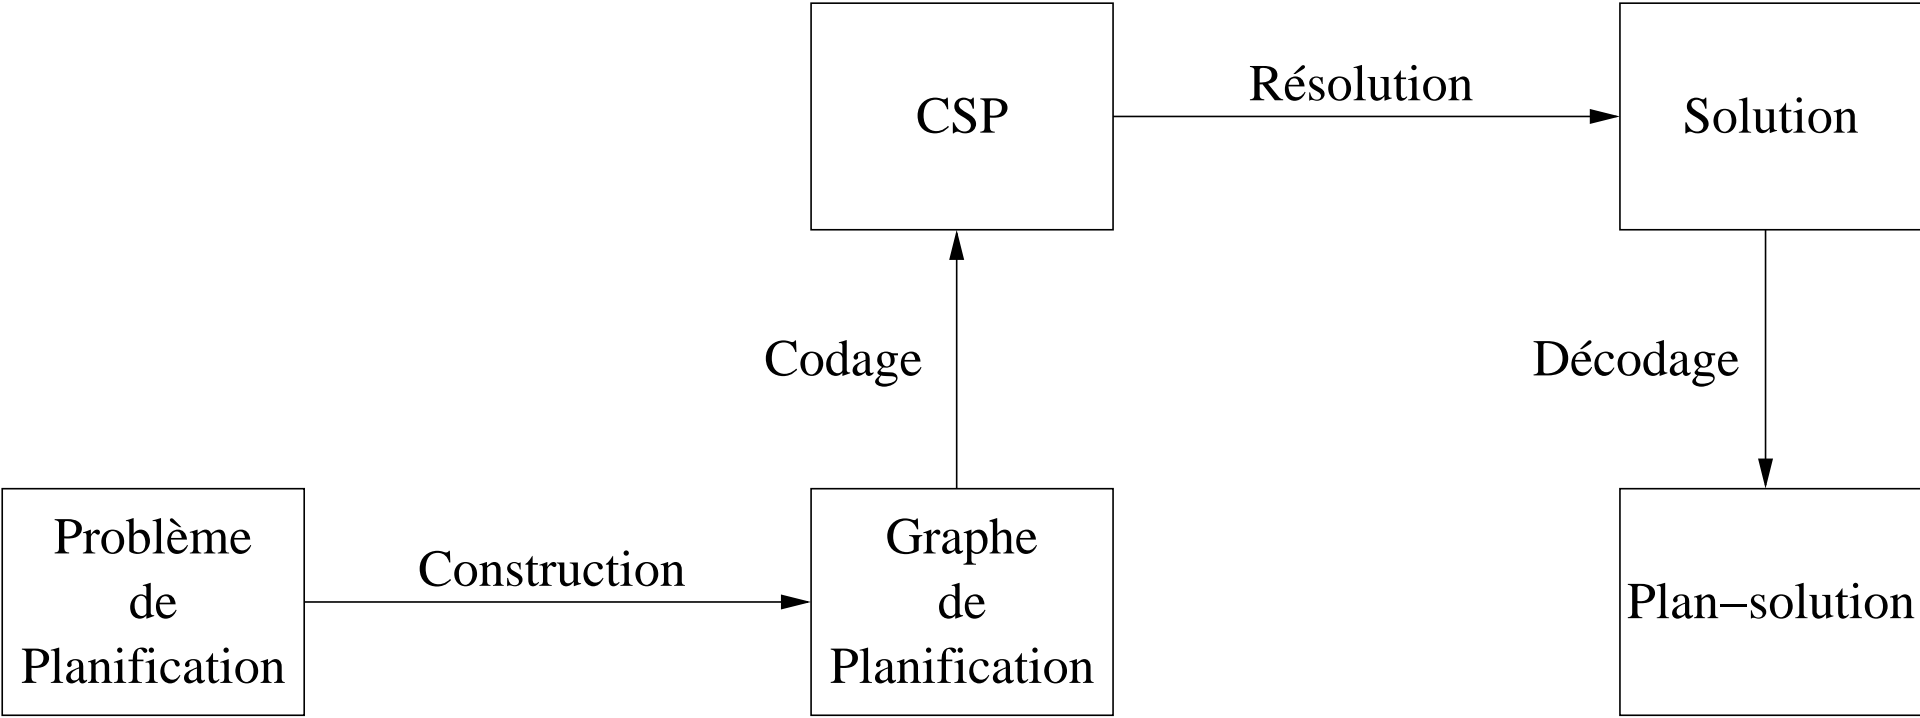 CSP
Résolution
Solution
Codage
Décodage
Problème
de
Planification
Construction
Graphe
de
Planification
Plan−solution